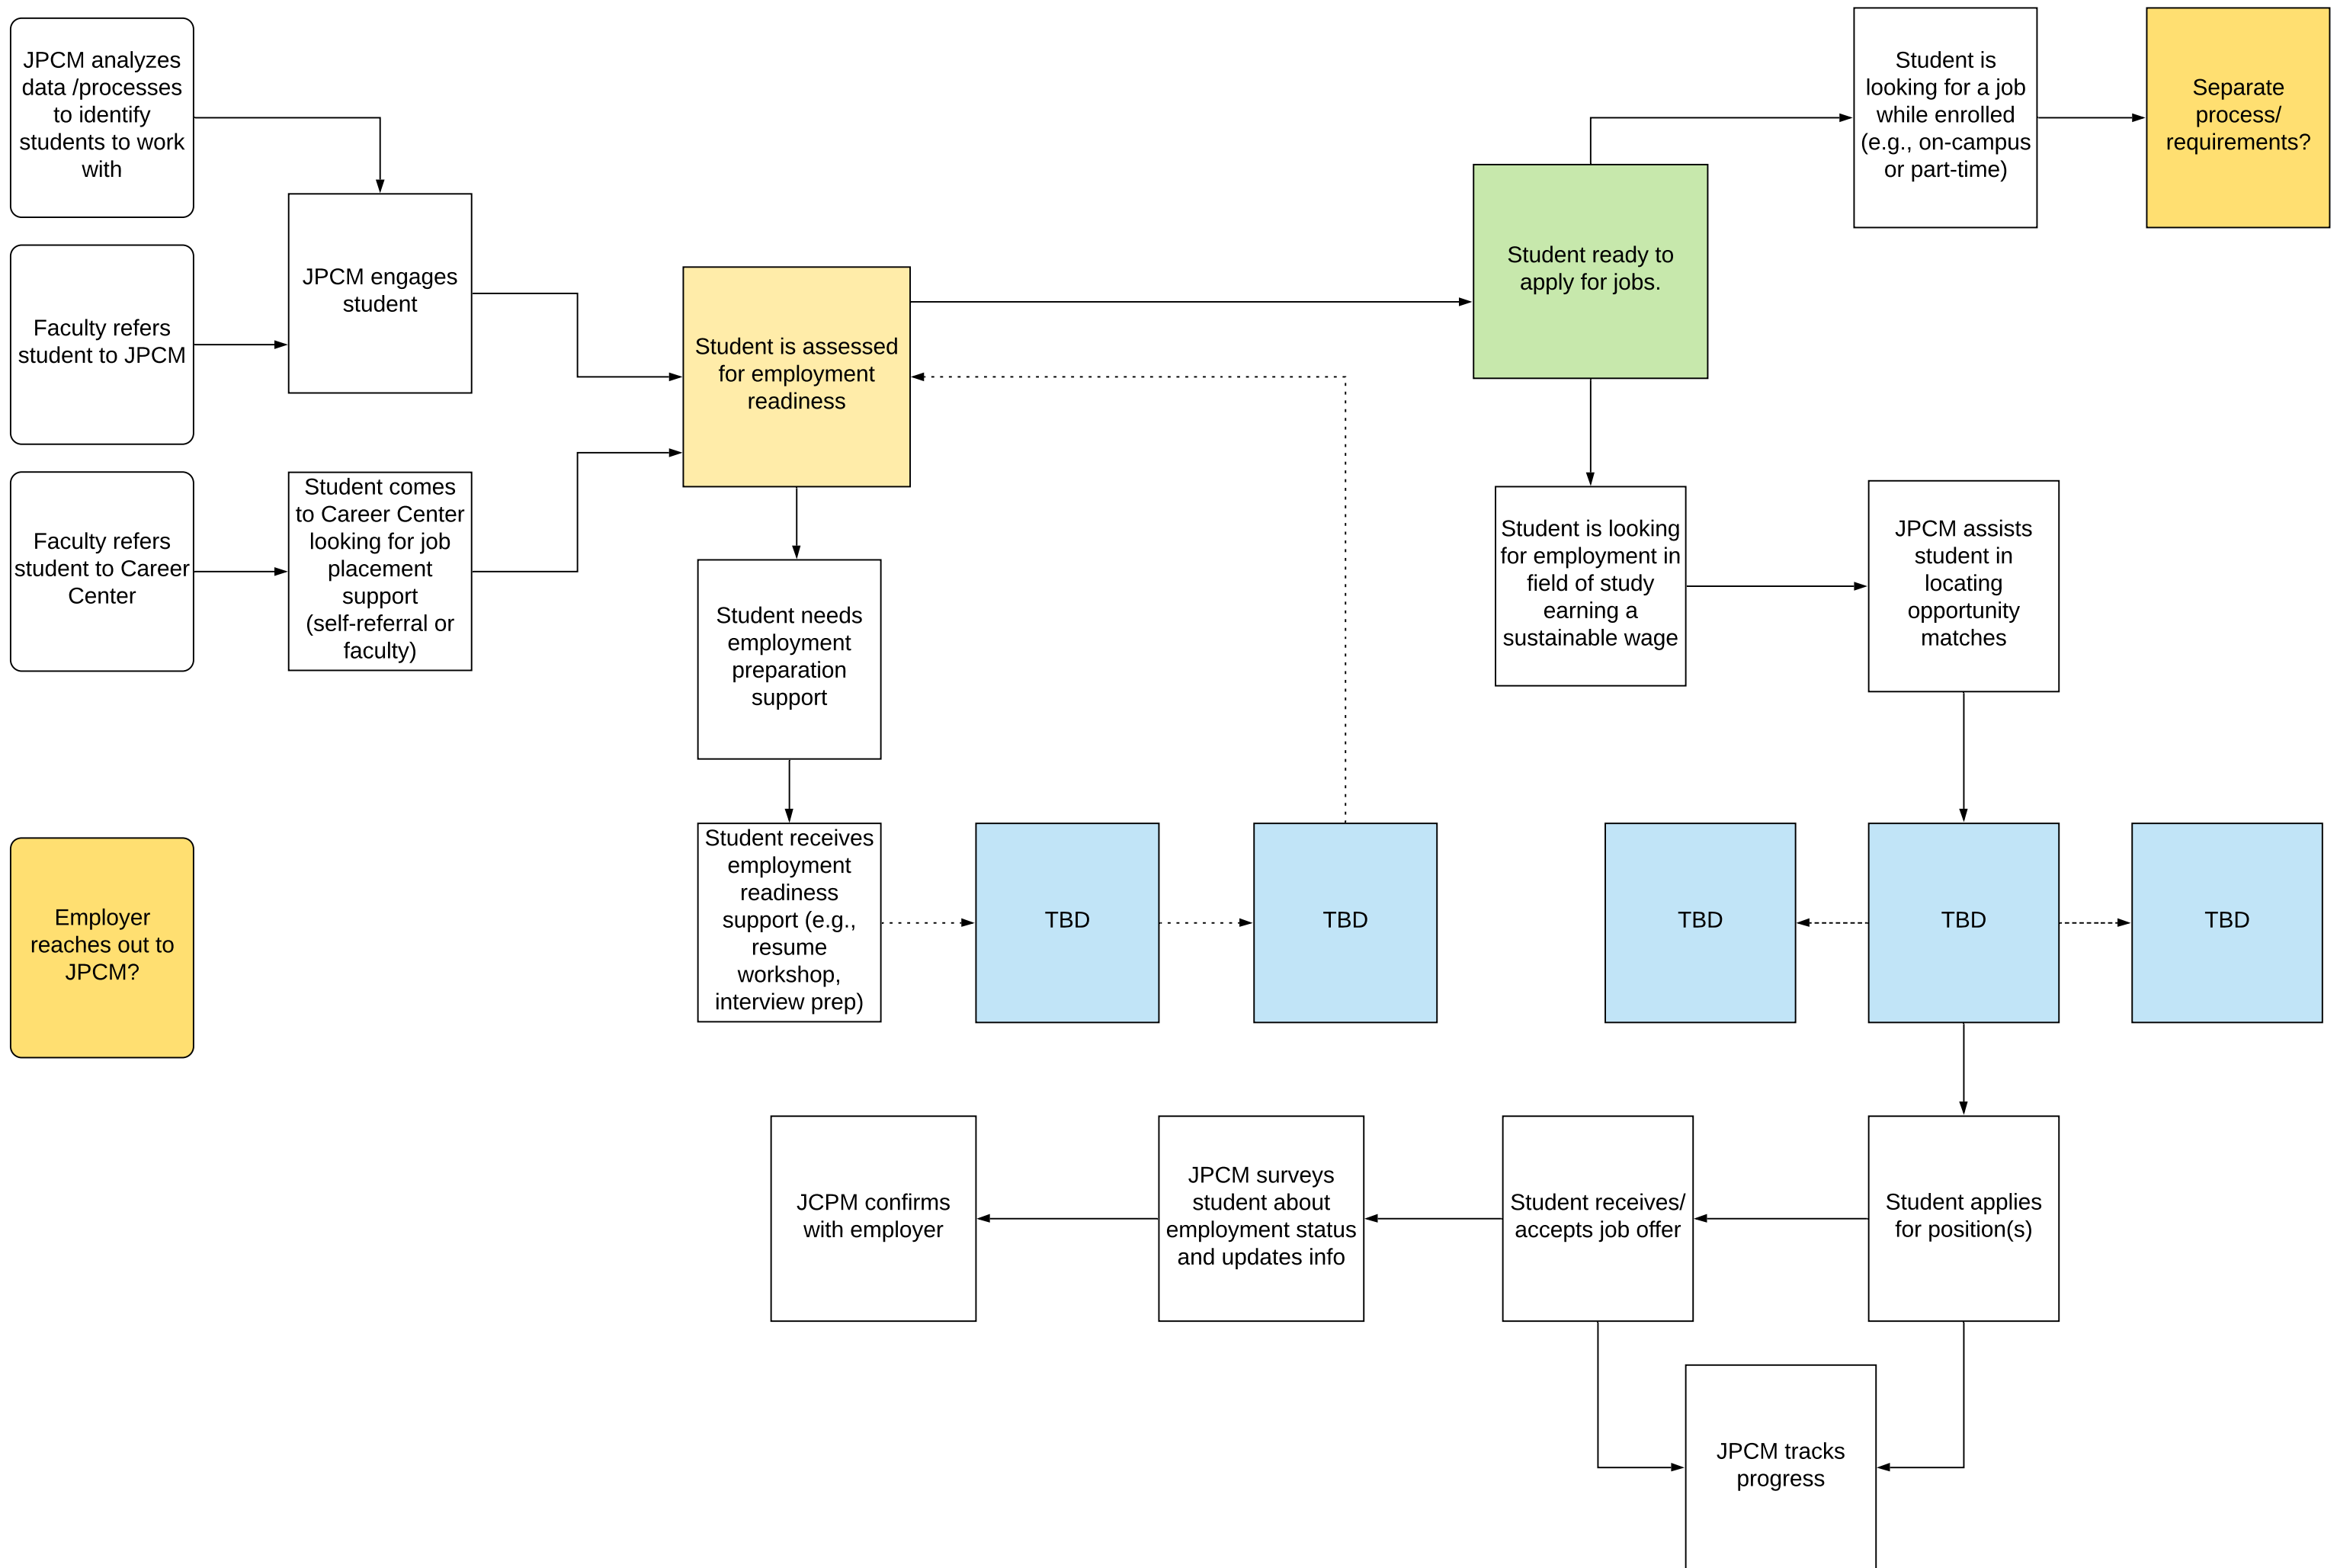 JPCM analyzes
data /processes
to identify
students to work
with
Faculty refers
student to JPCM
Faculty refers
student to Career
Center
Employer
reaches out to
JPCM?
JPCM engages
student
Student comes
to Career Center
looking for job
placement
support
(self-referral or
faculty)
Student is assessed
for employment
readiness
Student needs
employment
preparation
support
Student receives
employment
readiness
support (e.g.,
resume
workshop,
interview prep)
TBD
TBD
Student ready to
apply for jobs.
Student is
looking for a job
while enrolled
(e.g., on-campus
or part-time)
Separate
process/
requirements?
Student is looking
for employment in
field of study
earning a
sustainable wage
JPCM assists
student in
locating
opportunity
matches
TBD
TBD
TBD
JCPM confirms
with employer
JPCM surveys
student about
employment status
and updates info
Student receives/
accepts job offer
Student applies
for position(s)
JPCM tracks
progress